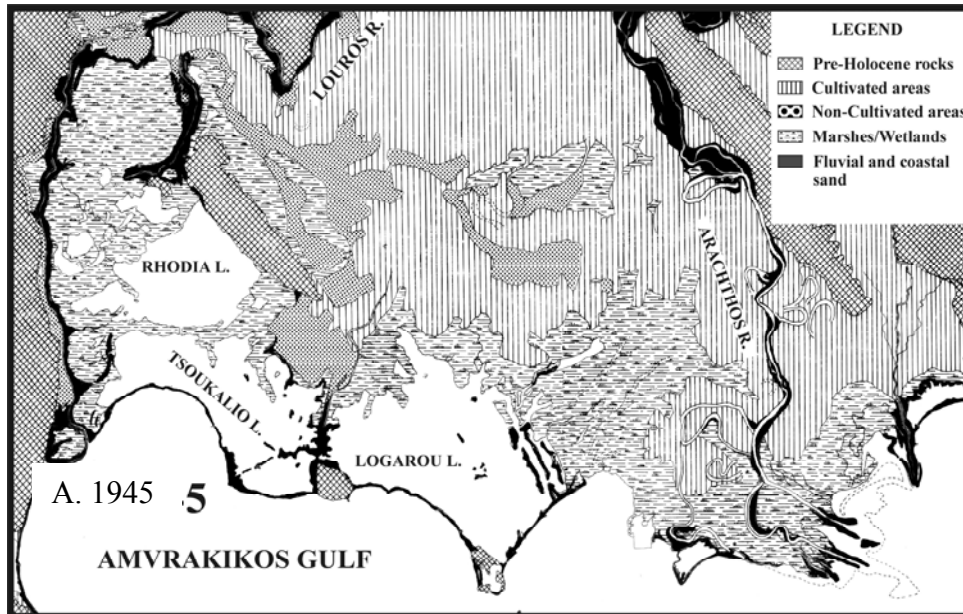 LEGEND
Pre-Holocene rocks
Cultivated areas
Non-Cultivated areas
Marshes/Wetlands
Fluvial and coastal
sand
LOUROS R.
ARACHTHOS R.
RHODIA L.
TSOUKALIO L.
LOGAROU L.
A. 1945 5
AMVRAKIKOS GULF